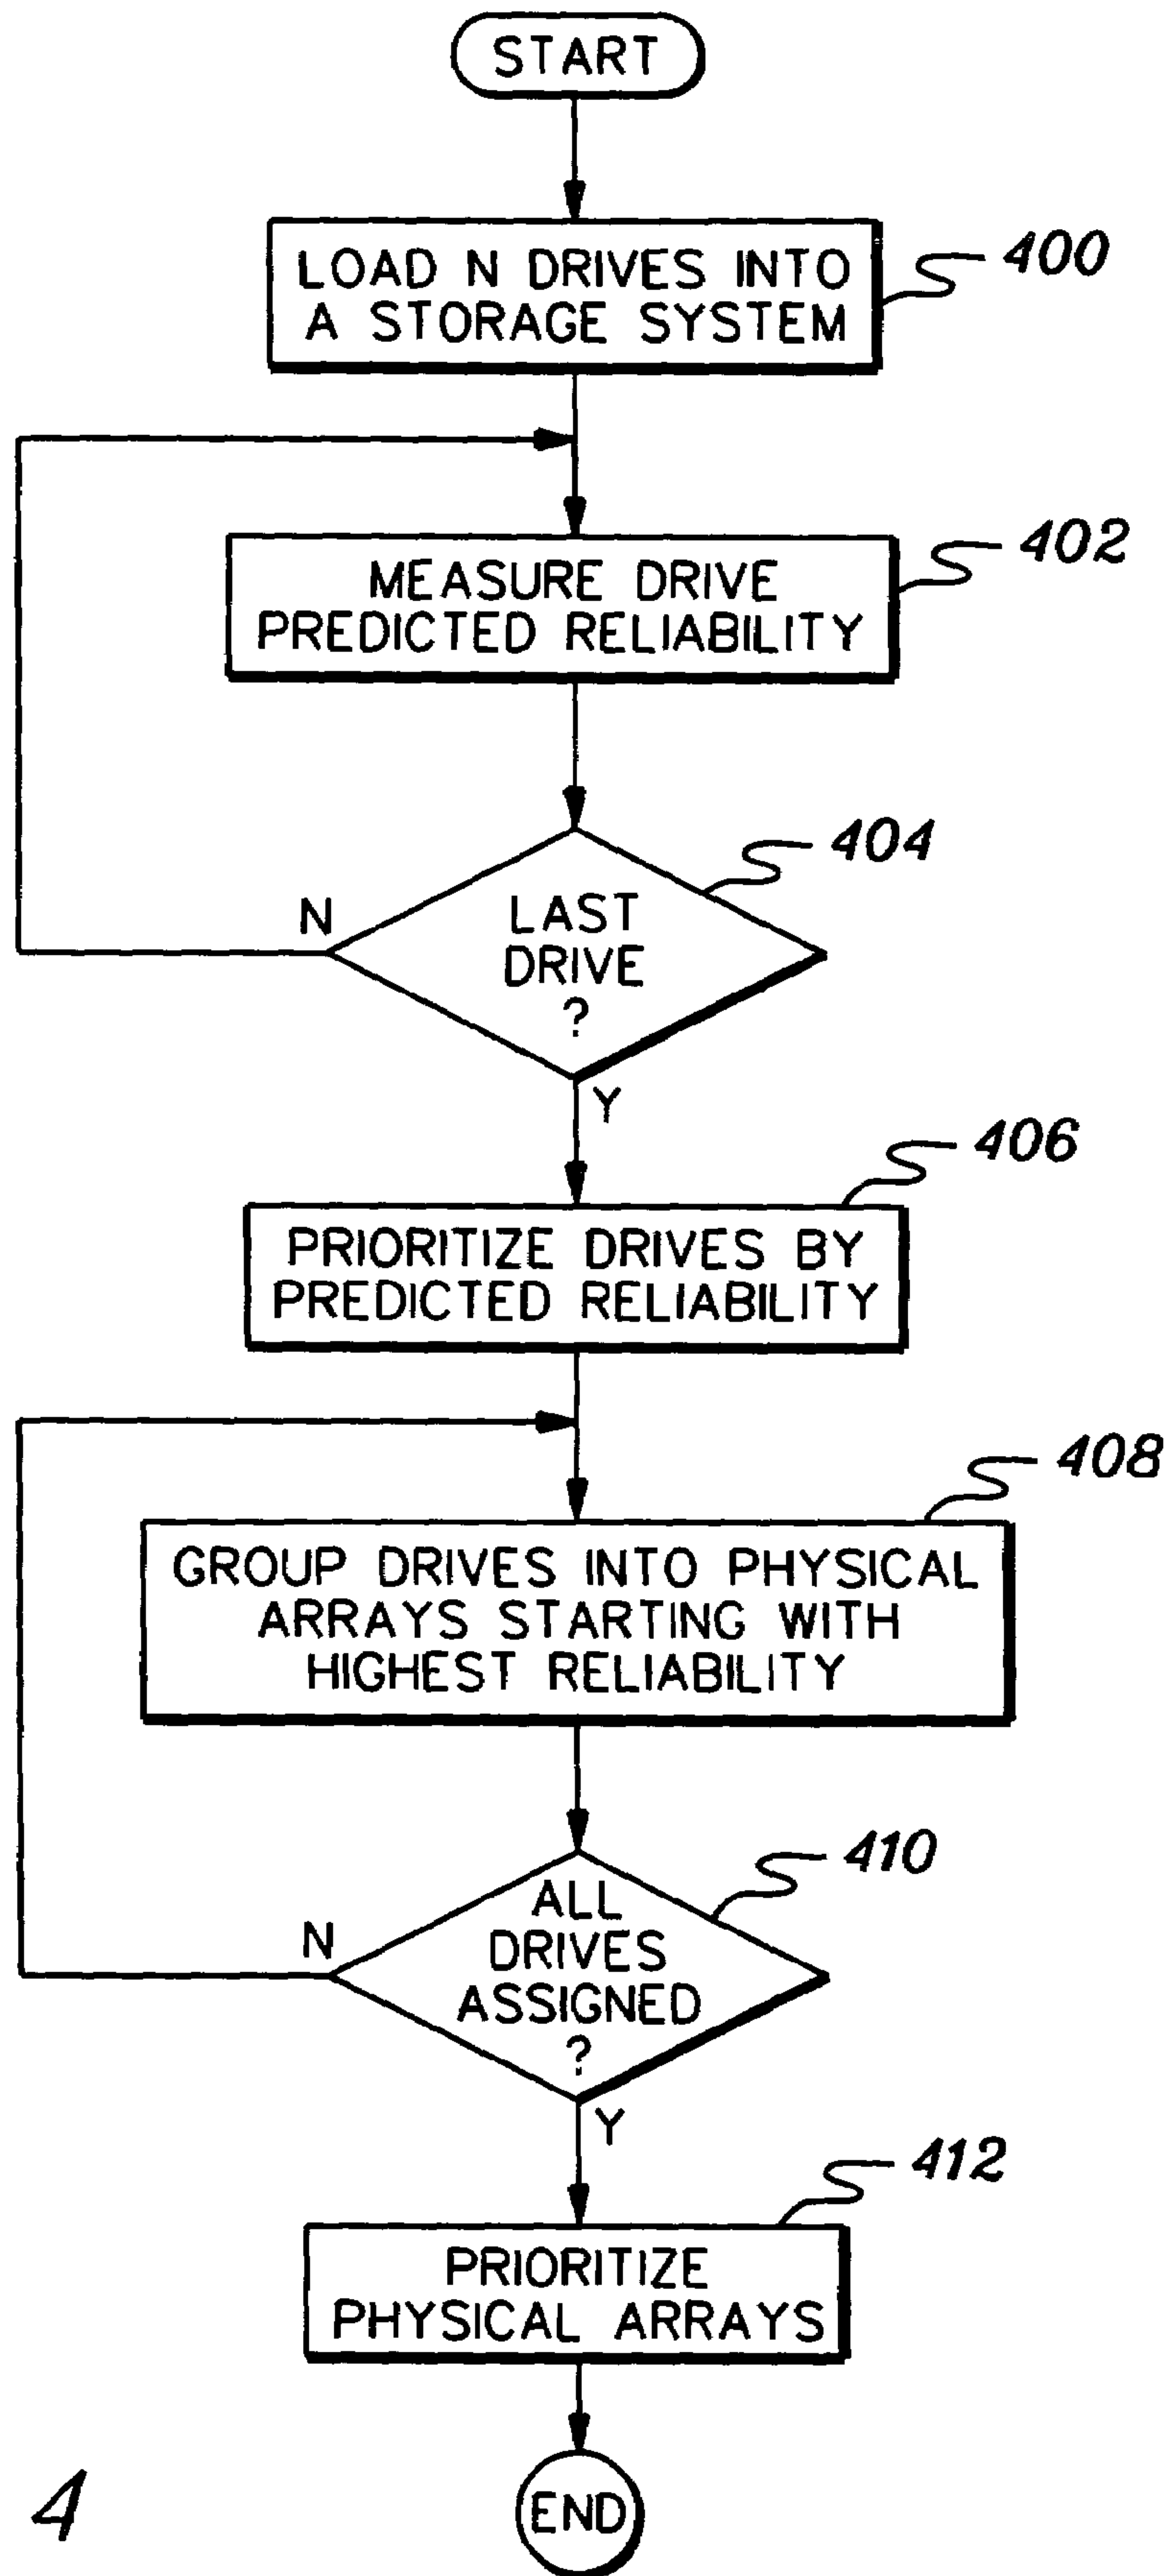 START
LOAD N DRIVES INTO
A STORAGE SYSTEM
400
MEASURE DRIVE
PREDICTED RELIABILITY
402
LAST
DRIVE
?
404
N
Y
PRIORITIZE DRIVES BY
PREDICTED RELIABILITY
406
GROUP DRIVES INTO PHYSICAL
ARRAYS STARTING WITH
HIGHEST RELIABILITY
408
ALL
DRIVES
ASSIGNED
?
410
N
Y
PRIORITIZE
PHYSICAL ARRAYS
412
END
4